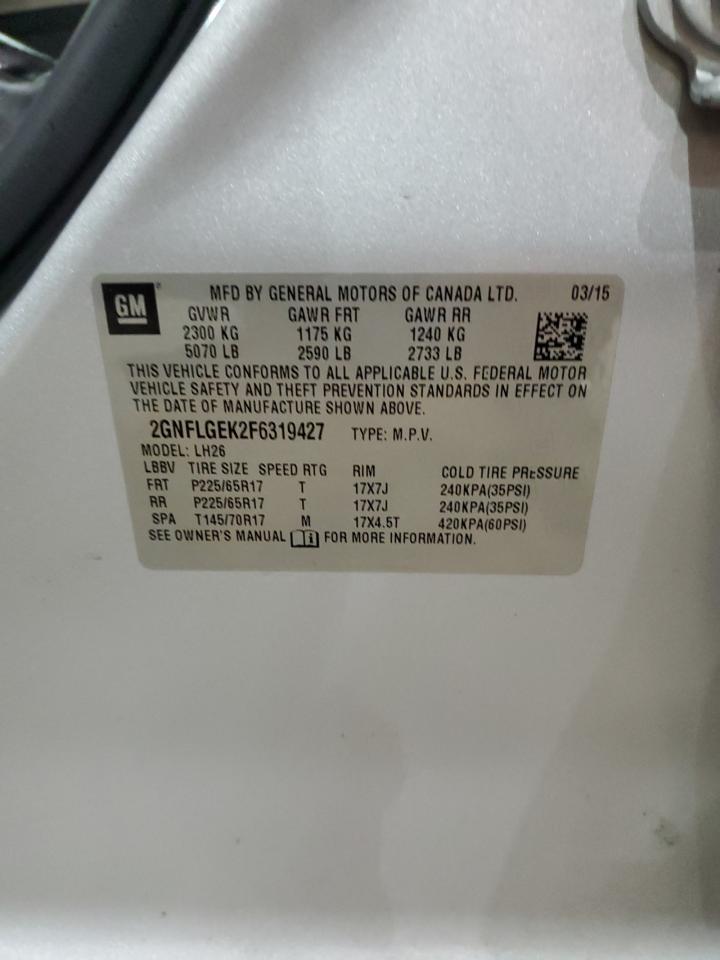 GM MFD BY GENERAL MOTORS OF CANADA LTD. 03/15
GVWR GAWR FRT GAWR RR
2300 KG 1175 KG 1240 KG
5070 LB 2590 LB 2733 LB
THIS VEHICLE CONFORMS TO ALL APPLICABLE U.S. FEDERAL MOTOR
VEHICLE SAFETY AND THEFT PREVENTION STANDARDS IN EFFECT ON
THE DATE OF MANUFACTURE SHOWN ABOVE.
2GNFLGEK2F6319427 TYPE: M.P.V.
MODEL: LH26
LBBV TIRE SIZE SPEED RTG RIM COLD TIRE PRESSURE
FRT P225/65R17 T 17X7J 240KPA(35PSI)
RR P225/65R17 T 17X7J 240KPA(35PSI)
SPA T145/70R17 M 17X4.5T 420KPA(60PSI)
SEE OWNER'S MANUAL i FOR MORE INFORMATION.